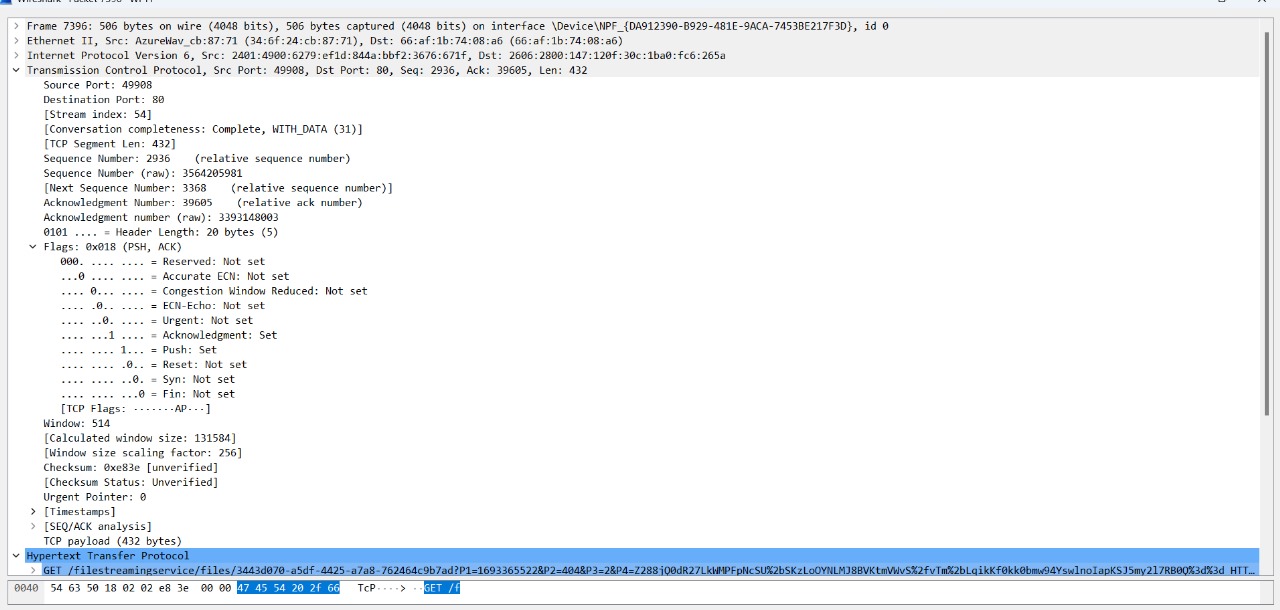 Frame 7396: 506 bytes on wire (4048 bits), 506 bytes captured (4048 bits) on interface \Device\NPF_{DA912390-B929-481E-9ACA-7453BE217F3D}, id 0
Ethernet II, Src: AzureWav_cb:87:71 (34:6f:24:cb:87:71), Dst: 66:af:1b:74:08:a6 (66:af:1b:74:08:a6)
Internet Protocol Version 6, Src: 2401:4900:6279:ef1d:844a:bbf2:3676:671f, Dst: 2606:2800:147:120f:30c:1ba0:fc6:265a
Transmission Control Protocol, Src Port: 49908, Dst Port: 80, Seq: 2936, Ack: 39605, Len: 432
Source Port: 49908
Destination Port: 80
[Stream index: 54]
[Conversation completeness: Complete, WITH_DATA (31)]
[TCP Segment Len: 432]
Sequence Number: 2936 (relative sequence number)
Sequence Number (raw): 3564205981
[Next Sequence Number: 3368 (relative sequence number)]
Acknowledgment Number: 39605 (relative ack number)
Acknowledgment number (raw): 3393148003
0101 .... = Header Length: 20 bytes (5)
Flags: 0x018 (PSH, ACK)
000. .... .... = Reserved: Not set
...0 .... .... = Accurate ECN: Not set
.... 0... .... = Congestion Window Reduced: Not set
.... .0.. .... = ECN-Echo: Not set
.... ..0. .... = Urgent: Not set
.... ...1 .... = Acknowledgment: Set
.... .... 1... = Push: Set
.... .... .0.. = Reset: Not set
.... .... ..0. = Syn: Not set
.... .... ...0 = Fin: Not set
[TCP Flags: ·······AP···]
Window: 514
[Calculated window size: 131584]
[Window size scaling factor: 256]
Checksum: 0xe83e [unverified]
[Checksum Status: Unverified]
Urgent Pointer: 0
[Timestamps]
[SEQ/ACK analysis]
TCP payload (432 bytes)
Hypertext Transfer Protocol
GET /filestreamingservice/files/3443d070-a5df-4425-a7a8-762464c9b7ad?P1=1693365522&P2=404&P3=2&P4=Z288jQ0dR27LkWMPFpNcSU%2bSKzLoOYNLMJ8BVKtmVWvS%2fvTm%2bLqikKf0kk0bmw94YswlnoIapKSJ5my2l7RB0Q%3d%3d HTT...
0040 54 63 50 18 02 02 e8 3e 00 00 47 45 54 20 2f 66 TcP····> ··GET /f